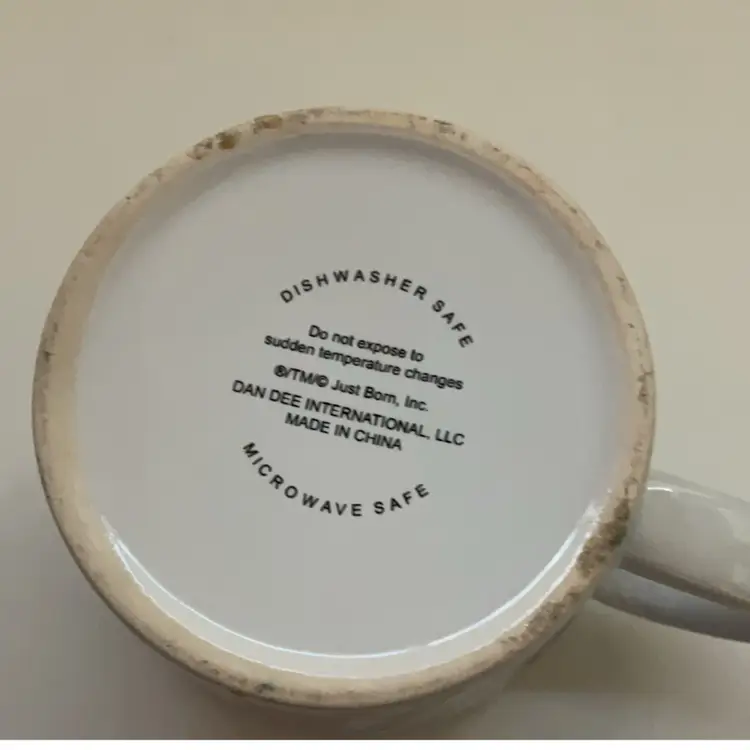 DISHWASHER SAFE
Do not expose to
sudden temperature changes
®/TM/© Just Born, Inc.
DAN DEE INTERNATIONAL, LLC
MADE IN CHINA
MICROWAVE SAFE